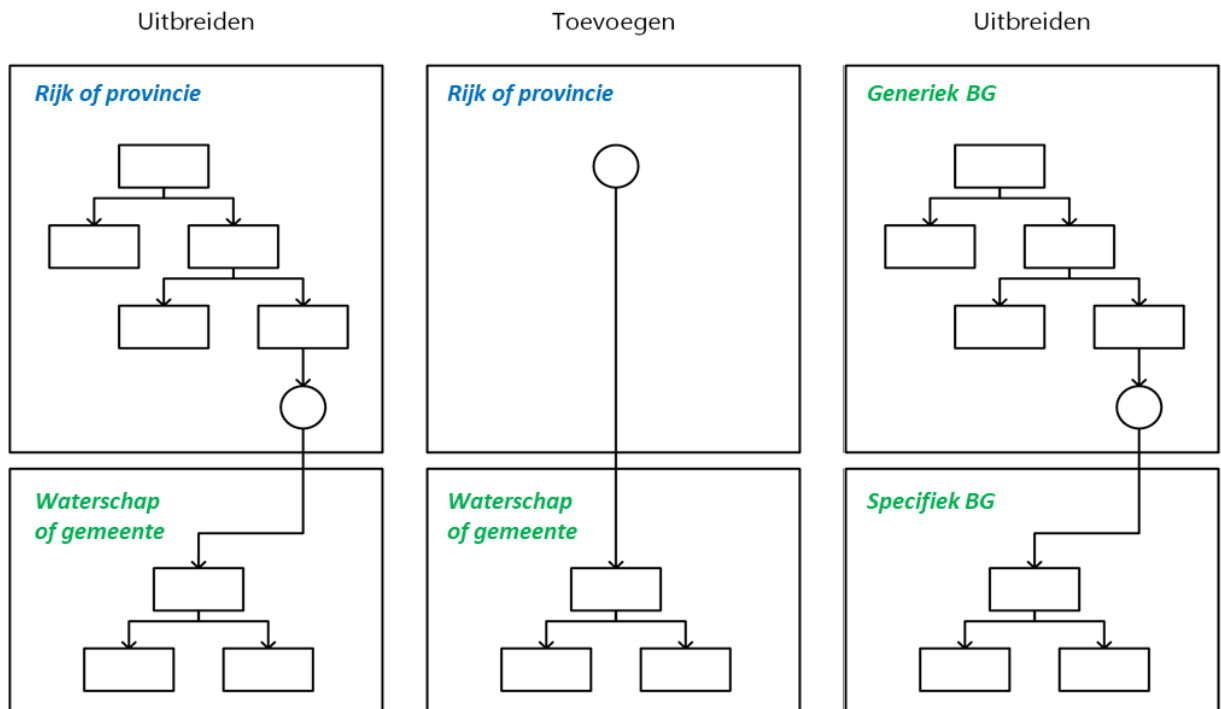 Uitbreiden
Toevoegen
Uitbreiden
Rijk of provincie
Rijk of provincie
Generiek BG
Waterschap
of gemeente
Waterschap
of gemeente
Specifiek BG